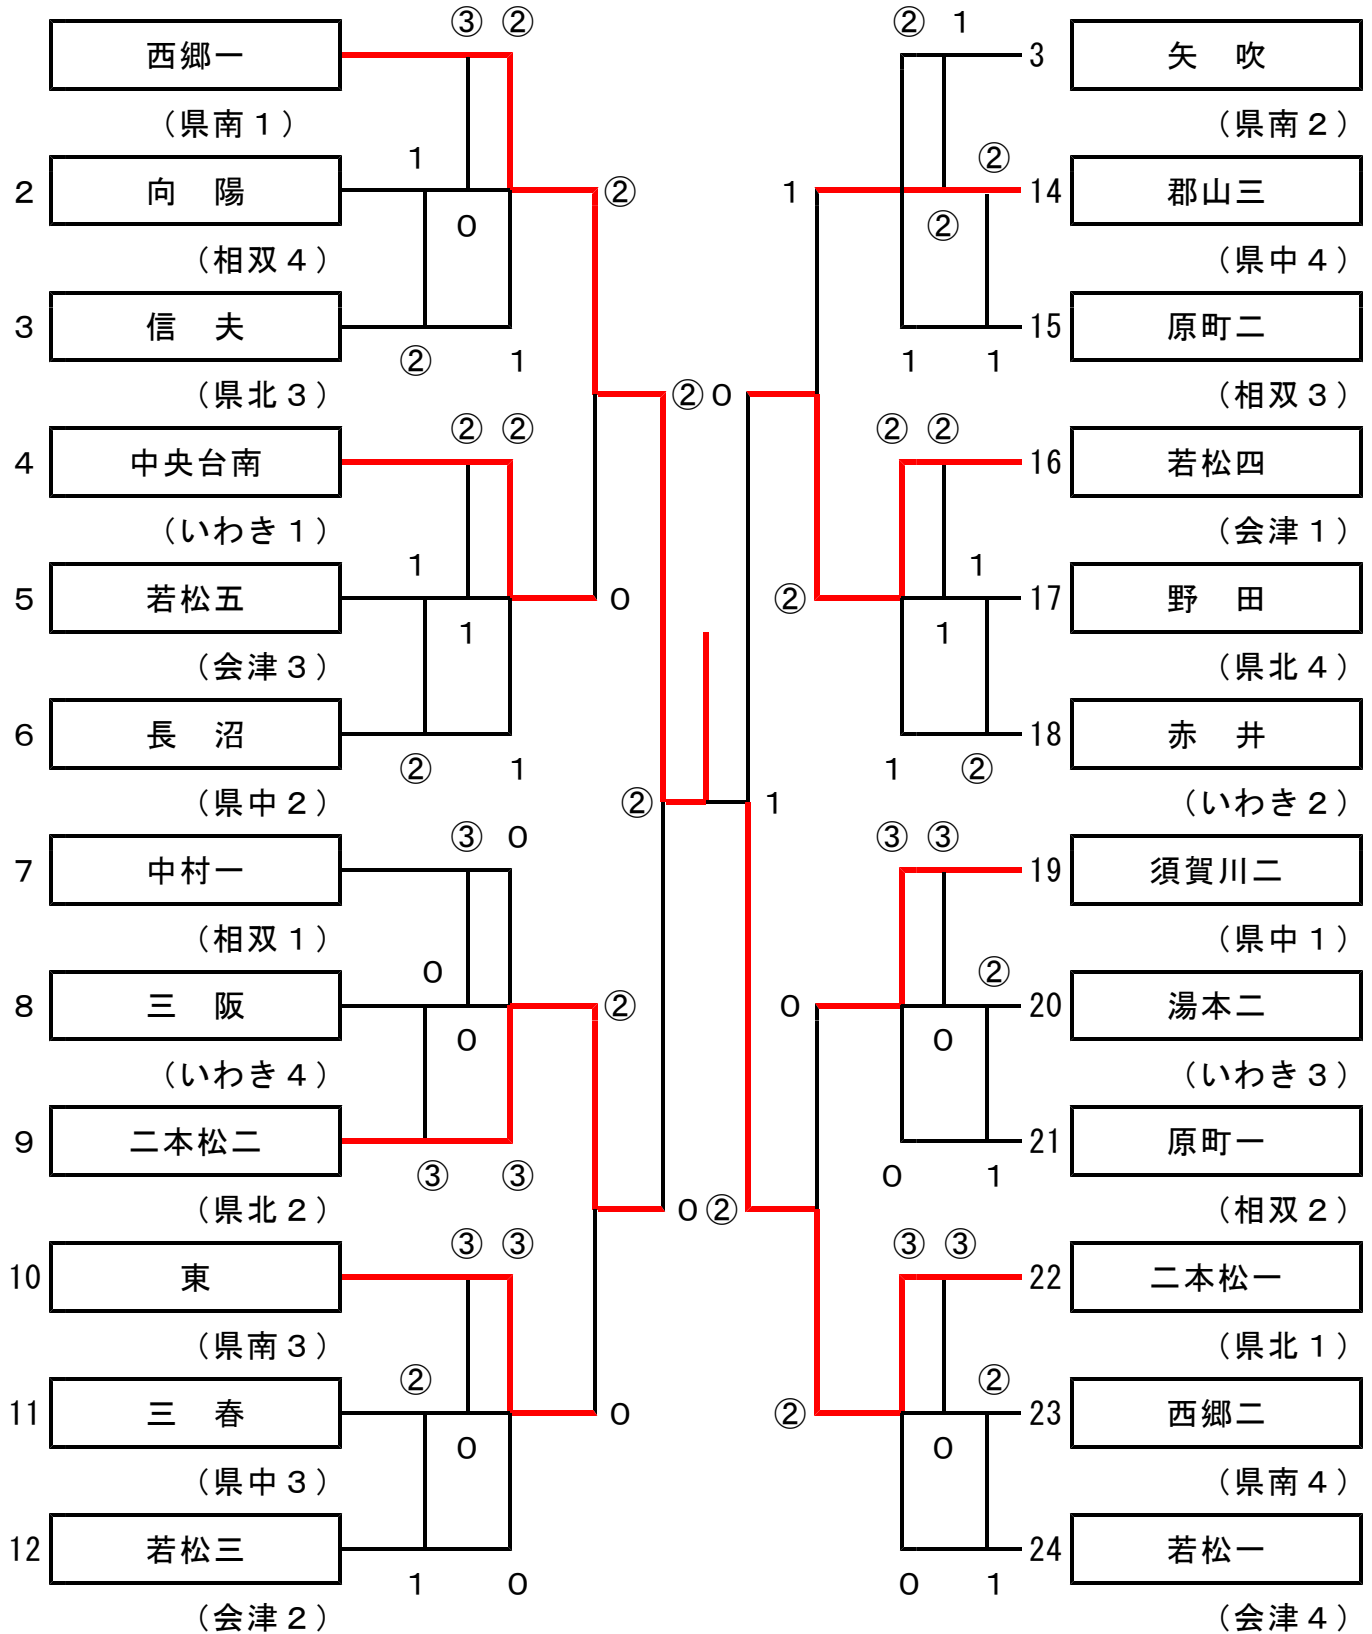 ③ ②
西郷一
（県南１）
1
2 向　陽
0
②
（相双４）
3 信　夫
② 1
（県北３）
② ②
②
4 中央台南
（いわき１）
1
5 若松五
1
0
（会津３）
6 長　沼
② 1
（県中２）
②
③ 0
7 中村一
（相双１）
0
8 三　阪
0
②
（いわき４）
9 二本松二
③ ③
（県北２）
0
③ ③
10 東
（県南３）
②
11 三　春
0
0
（県中３）
12 若松三
1 0
（会津２）
② 1
3 矢　吹
（県南２）
②
1
14 郡山三
②
（県中４）
15 原町二
1 1
（相双３）
0
② ②
16 若松四
（会津１）
1
②
17 野　田
1
（県北４）
18 赤　井
1 ②
（いわき２）
1
③ ③
19 須賀川二
（県中１）
②
0
20 湯本二
0
（いわき３）
21 原町一
0 1
（相双２）
②
③ ③
22 二本松一
（県北１）
②
②
23 西郷二
0
（県南４）
24 若松一
0 1
（会津４）